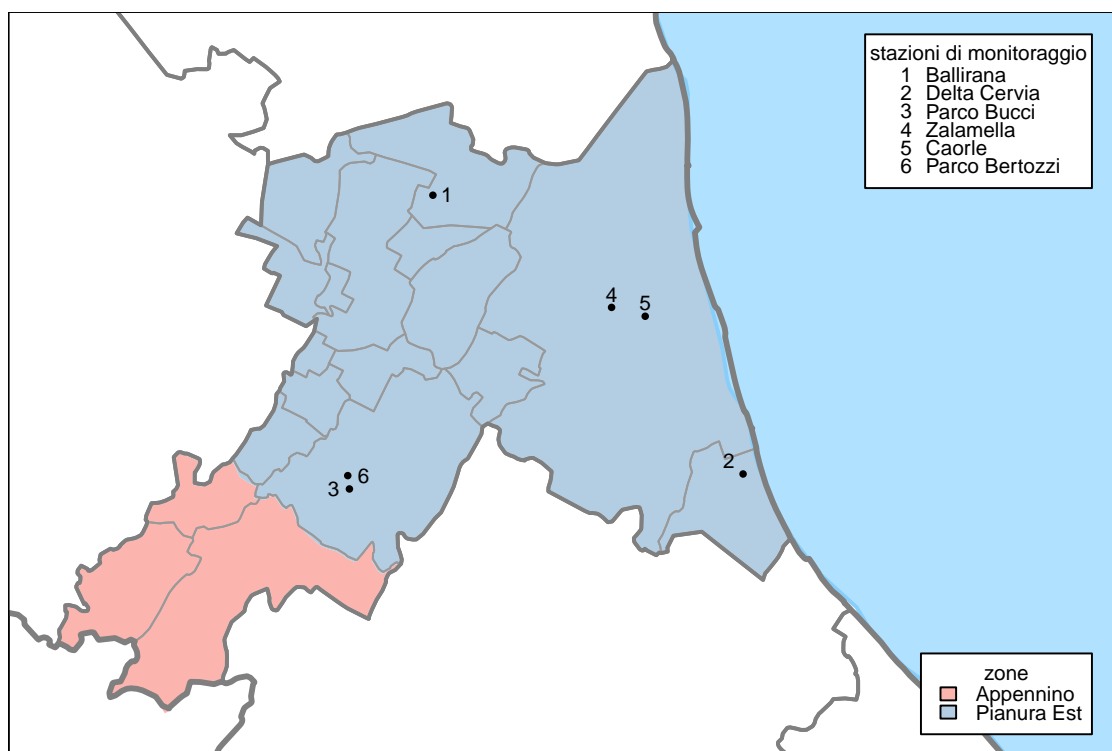 stazioni di monitoraggio
1 Ballirana
2 Delta Cervia
3 Parco Bucci
4 Zalamella
5 Caorle
6 Parco Bertozzi
1
4
5
2
6
3
zone
Appennino
Pianura Est